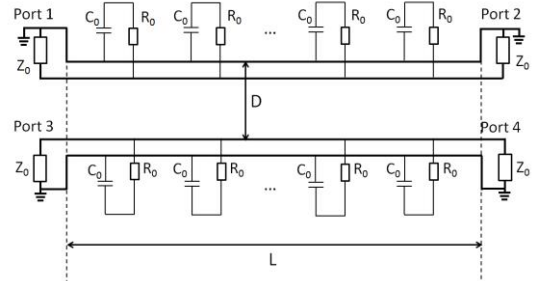 Port 1
C₀ R₀ C₀ R₀ ... C₀ R₀ C₀ R₀
Port 2
Z₀
Z₀
D
Port 3
Port 4
Z₀
C₀ R₀ C₀ R₀ ... C₀ R₀ C₀ R₀
Z₀
L